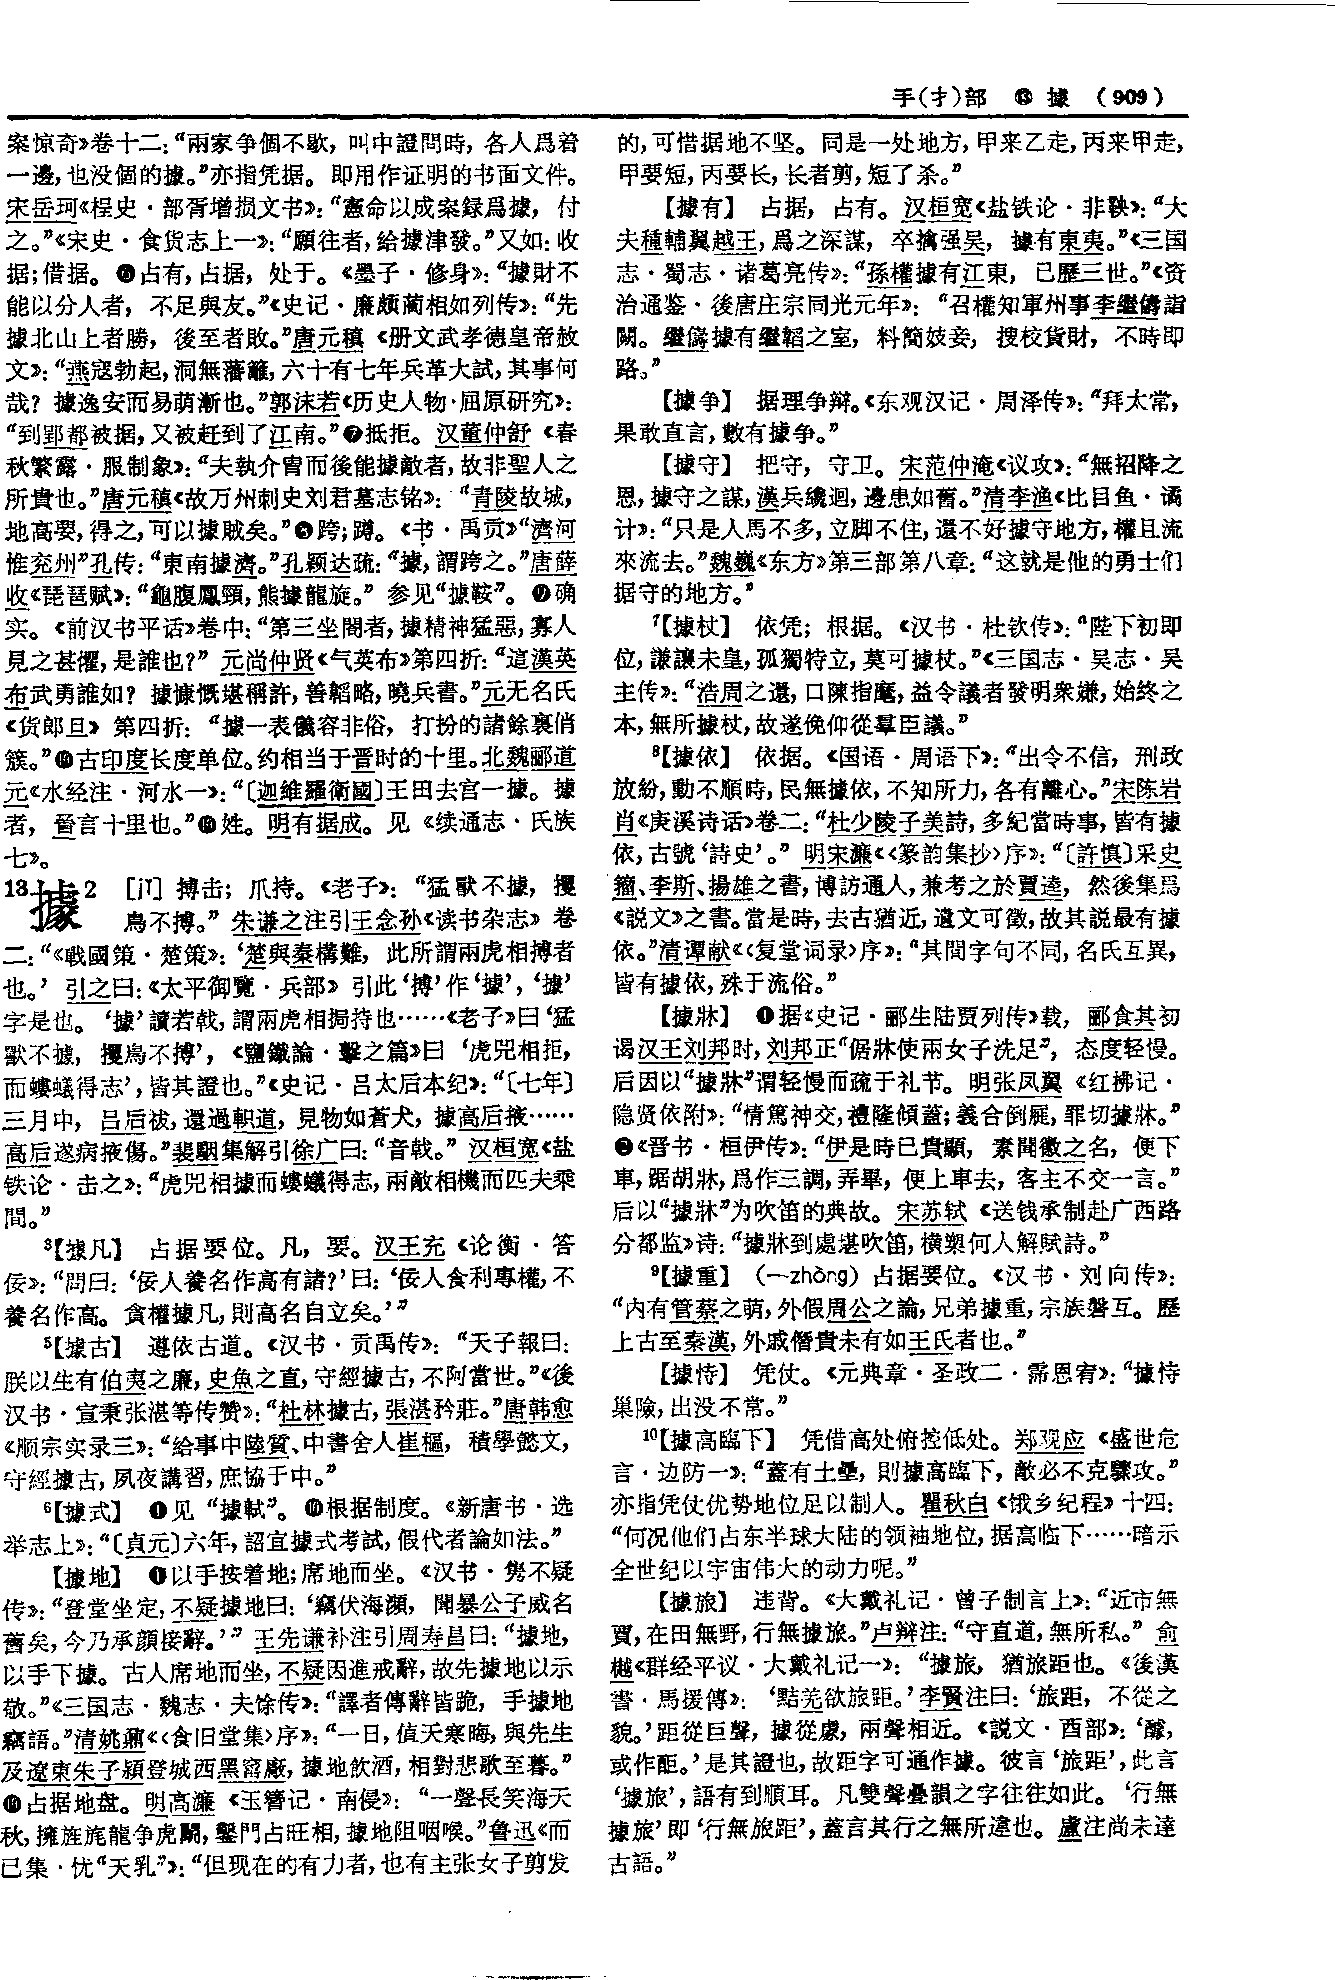 手(扌)部 ⓭ 據 (909)
案惊奇》卷十二：“兩家争個不歇，叫中證問時，各人爲着
一邊，也没個的據。”亦指凭据。即用作证明的书面文件。
宋岳珂《桯史·部胥增损文书》：“憲命以成案録爲據，付
之。”《宋史·食货志上一》：“願往者，給據津發。”又如：收
据；借据。❻占有，占据，处于。《墨子·修身》：“據財不
能以分人者，不足與友。”《史记·廉颇蔺相如列传》：“先
據北山上者勝，後至者敗。”唐元稹《册文武孝德皇帝赦
文》：“燕寇勃起，洞無藩籬，六十有七年兵革大試，其事何
哉？據逸安而易萌漸也。”郭沫若《历史人物·屈原研究》：
“到郢都被据，又被赶到了江南。”❼抵拒。汉董仲舒《春
秋繁露·服制象》：“夫執介胄而後能據敵者，故非聖人之
所貴也。”唐元稹《故万州刺史刘君墓志铭》：“青陵故城，
地高要，得之，可以據賊矣。”❽跨；蹲。《书·禹贡》“濟河
惟兖州”孔传：“東南據濟。”孔颖达疏：“據，謂跨之。”唐薛
收《琵琶赋》：“龜腹鳳頸，熊據龍旋。”参见“據鞍”。❾确
实。《前汉书平话》卷中：“第三坐閣者，據精神猛惡，寡人
見之甚懼，是誰也？”元尚仲贤《气英布》第四折：“這漢英
布武勇誰如？據慷慨堪稱許，善韜略，曉兵書。”元无名氏
《货郎旦》第四折：“據一表儀容非俗，打扮的諸餘裏俏
簇。”❿古印度长度单位。约相当于晋时的十里。北魏郦道
元《水经注·河水一》：“〔迦維羅衛國〕王田去宫一據。據
者，晉言十里也。”⓫姓。明有据成。见《续通志·氏族
七》。
13據2 [jǐ] 搏击；爪持。《老子》：“猛獸不據，攫
鳥不搏。”朱谦之注引王念孙《读书杂志》卷
二：“《戰國策·楚策》：‘楚與秦構難，此所謂兩虎相搏者
也。’引之曰：《太平御覽·兵部》引此‘搏’作‘據’，‘據’
字是也。‘據’讀若戟，謂兩虎相挶持也……《老子》曰‘猛
獸不據，攫鳥不搏’，《鹽鐵論·擊之篇》曰‘虎兕相拒，
而螻蟻得志’，皆其證也。”《史记·吕太后本纪》：“〔七年〕
三月中，吕后祓，還過軹道，見物如蒼犬，據高后掖……
高后遂病掖傷。”裴駰集解引徐广曰：“音戟。”汉桓宽《盐
铁论·击之》：“虎兕相據而螻蟻得志，兩敵相機而匹夫乘
間。”
3【據凡】 占据要位。凡，要。汉王充《论衡·答
佞》：“問曰：‘佞人養名作高有諸？’曰：‘佞人食利專權，不
養名作高。貪權據凡，則高名自立矣。’”
5【據古】 遵依古道。《汉书·贡禹传》：“天子報曰：
朕以生有伯夷之廉，史魚之直，守經據古，不阿當世。”《後
汉书·宣秉张湛等传赞》：“杜林據古，張湛矜莊。”唐韩愈
《顺宗实录三》：“給事中陸質、中書舍人崔樞，積學懿文，
守經據古，夙夜講習，庶協于中。”
6【據式】 ❶见“據軾”。❷根据制度。《新唐书·选
举志上》：“〔貞元〕六年，詔宜據式考試，假代者論如法。”
【據地】 ❶以手按着地；席地而坐。《汉书·隽不疑
传》：“登堂坐定，不疑據地曰：‘竊伏海瀕，聞暴公子威名
舊矣，今乃承顔接辭。’”王先谦补注引周寿昌曰：“據地，
以手下據。古人席地而坐，不疑因進戒辭，故先據地以示
敬。”《三国志·魏志·夫馀传》：“譯者傳辭皆跪，手據地
竊語。”清姚鼐《〈食旧堂集〉序》：“一日，值天寒晦，與先生
及遼東朱子潁登城西黑窰廠，據地飲酒，相對悲歌至暮。”
❷占据地盘。明高濂《玉簪记·南侵》：“一聲長笑海天
秋，擁旌旄龍争虎鬭，鑿門占旺相，據地阻咽喉。”鲁迅《而
已集·忧“天乳”》：“但现在的有力者，也有主张女子剪发
的，可惜据地不坚。同是一处地方，甲来乙走，丙来甲走，
甲要短，丙要长，长者剪，短了杀。”
【據有】 占据，占有。汉桓宽《盐铁论·非鞅》：“大
夫種輔翼越王，爲之深謀，卒擒强吴，據有東夷。”《三国
志·蜀志·诸葛亮传》：“孫權據有江東，已歷三世。”《资
治通鉴·後唐庄宗同光元年》：“召權知軍州事李繼儔詣
闕。繼儔據有繼韜之室，料簡妓妾，搜校貨財，不時即
路。”
【據争】 据理争辩。《东观汉记·周泽传》：“拜太常，
果敢直言，數有據争。”
【據守】 把守，守卫。宋范仲淹《议攻》：“無招降之
恩，據守之謀，漢兵纔迴，邊患如舊。”清李渔《比目鱼·谲
计》：“只是人馬不多，立脚不住，還不好據守地方，權且流
來流去。”魏巍《东方》第三部第八章：“这就是他的勇士们
据守的地方。”
7【據杖】 依凭；根据。《汉书·杜钦传》：“陛下初即
位，謙讓未皇，孤獨特立，莫可據杖。”《三国志·吴志·吴
主传》：“浩周之還，口陳指麾，益令議者發明衆嫌，始終之
本，無所據杖，故遂俛仰從羣臣議。”
8【據依】 依据。《国语·周语下》：“出令不信，刑政
放紛，動不順時，民無據依，不知所力，各有離心。”宋陈岩
肖《庚溪诗话》卷二：“杜少陵子美詩，多紀當時事，皆有據
依，古號‘詩史’。”明宋濂《〈篆韵集抄〉序》：“〔許慎〕采史
籀、李斯、揚雄之書，博訪通人，兼考之於賈逵，然後集爲
《説文》之書。當是時，去古猶近，遺文可徵，故其説最有據
依。”清谭献《〈复堂词录〉序》：“其間字句不同，名氏互異，
皆有據依，殊于流俗。”
【據牀】 ❶据《史记·郦生陆贾列传》载，郦食其初
谒汉王刘邦时，刘邦正“倨牀使兩女子洗足”，态度轻慢。
后因以“據牀”谓轻慢而疏于礼节。明张凤翼《红拂记·
隐贤依附》：“情篤神交，禮隆傾蓋；義合倒屣，罪切據牀。”
❷《晋书·桓伊传》：“伊是時已貴顯，素聞徽之名，便下
車，踞胡牀，爲作三調，弄畢，便上車去，客主不交一言。”
后以“據牀”为吹笛的典故。宋苏轼《送钱承制赴广西路
分都监》诗：“據牀到處堪吹笛，橫槊何人解賦詩。”
9【據重】 （—zhòng）占据要位。《汉书·刘向传》：
“内有管蔡之萌，外假周公之論，兄弟據重，宗族磐互。歷
上古至秦漢，外戚僭貴未有如王氏者也。”
【據恃】 凭仗。《元典章·圣政二·霈恩宥》：“據恃
巢險，出没不常。”
10【據高臨下】 凭借高处俯控低处。郑观应《盛世危
言·边防一》：“蓋有土壘，則據高臨下，敵必不克驟攻。”
亦指凭仗优势地位足以制人。瞿秋白《饿乡纪程》十四：
“何况他们占东半球大陆的领袖地位，据高临下……暗示
全世纪以宇宙伟大的动力呢。”
【據旅】 违背。《大戴礼记·曾子制言上》：“近市無
賈，在田無野，行無據旅。”卢辩注：“守直道，無所私。”俞
樾《群经平议·大戴礼记一》：“據旅，猶旅距也。《後漢
書·馬援傳》：‘黠羌欲旅距。’李賢注曰：‘旅距，不從之
貌。’距從巨聲，據從豦，兩聲相近。《説文·酉部》：‘醵，
或作䣰。’是其證也，故距字可通作據。彼言‘旅距’，此言
‘據旅’，語有到順耳。凡雙聲疊韻之字往往如此。‘行無
據旅’即‘行無旅距’，蓋言其行之無所違也。盧注尚未達
古語。”